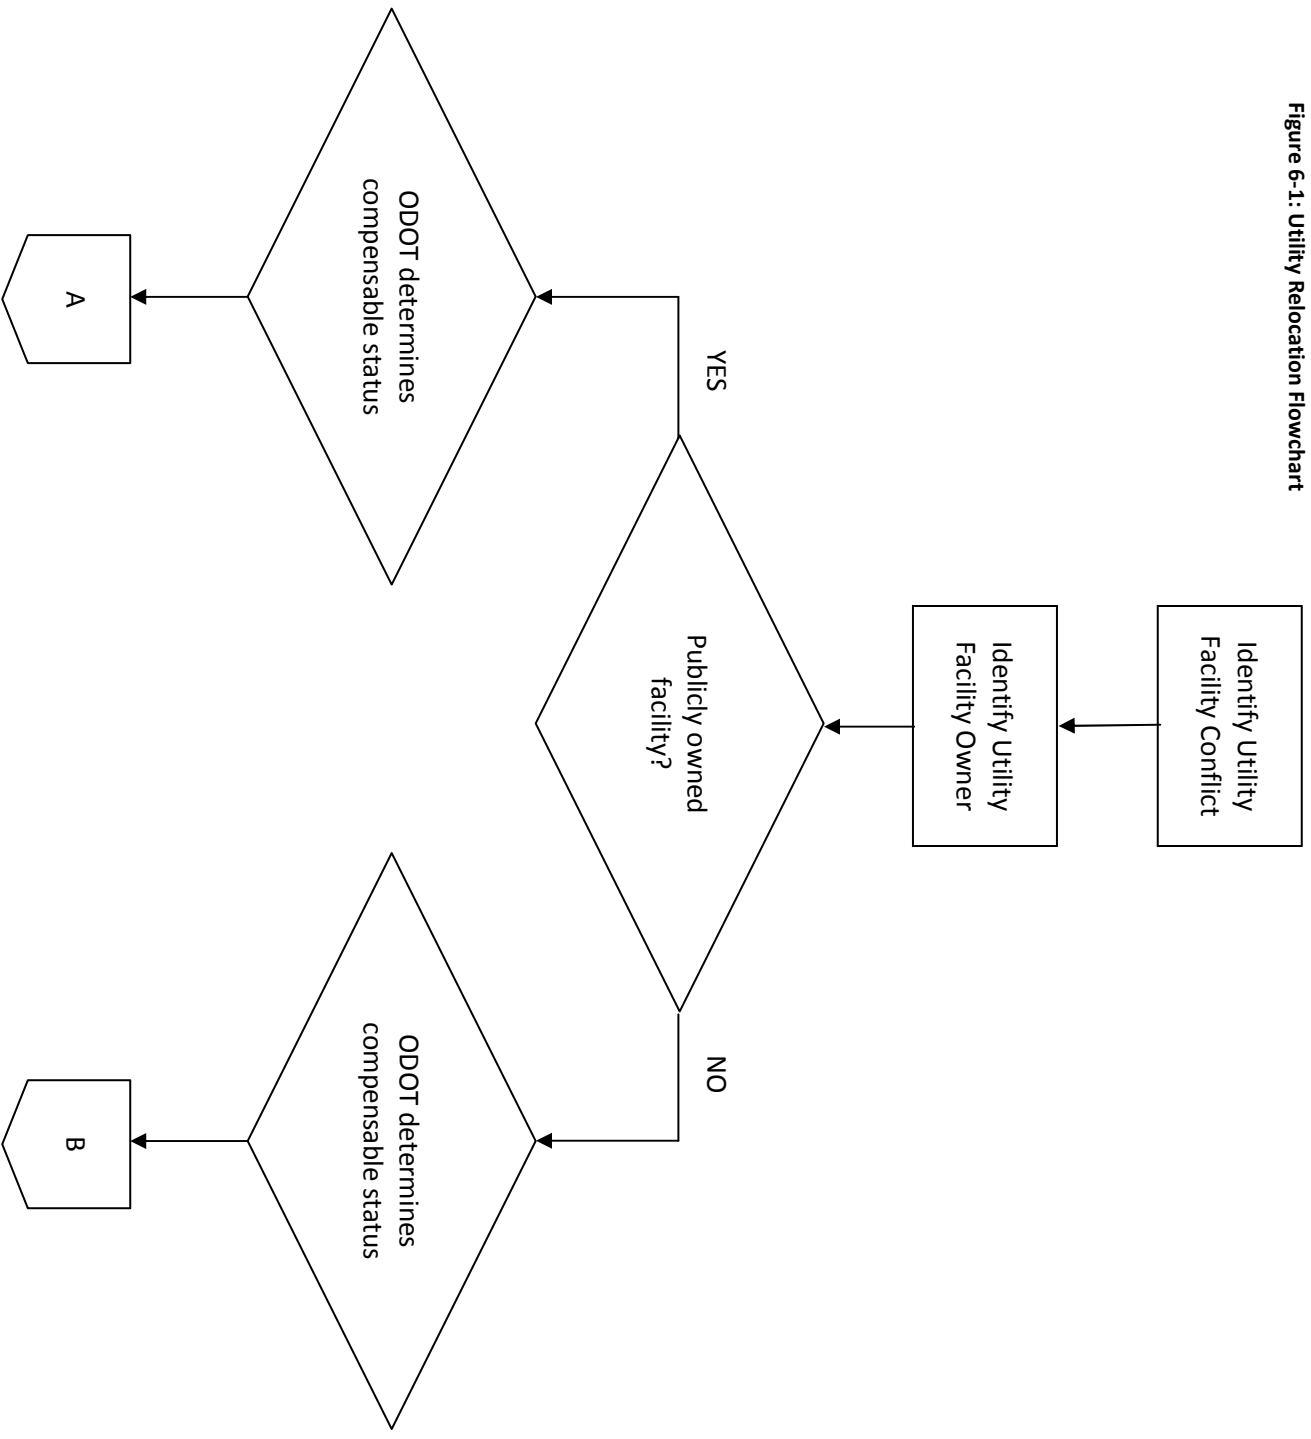 Figure 6-1: Utility Relocation Flowchart
Identify Utility
Facility Conflict
Identify Utility
Facility Owner
Publicly owned
facility?
YES
NO
ODOT determines
compensable status
ODOT determines
compensable status
A
B